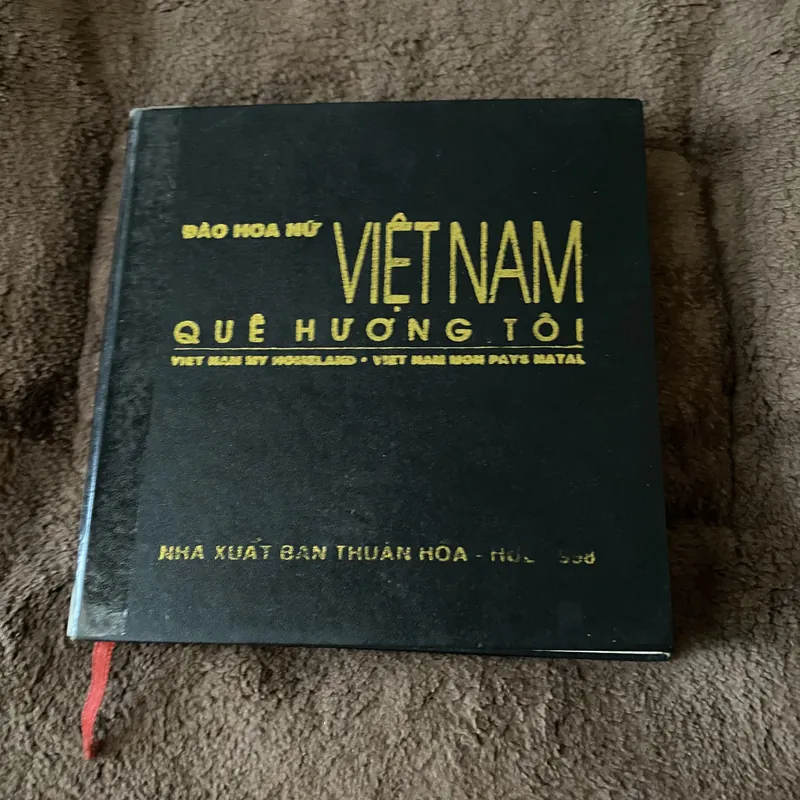 ĐÀO HOA NỮ VIỆT NAM
QUÊ HƯƠNG TÔI
VIET NAM MY HOMELAND • VIET NAM MON PAYS NATAL
NHÀ XUẤT BẢN THUẬN HÓA -